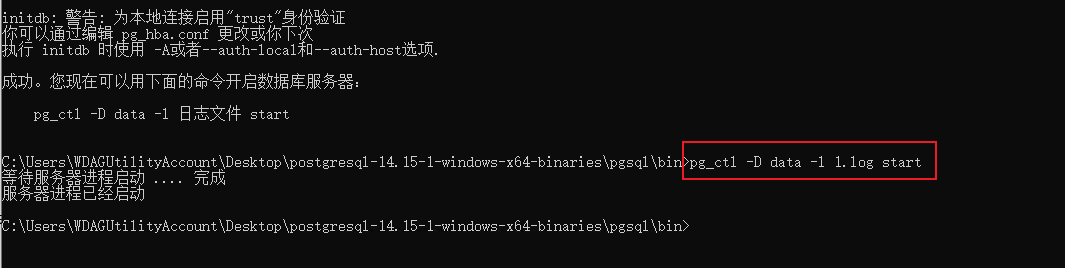 initdb: 警告: 为本地连接启用"trust"身份验证
你可以通过编辑 pg_hba.conf 更改或你下次
执行 initdb 时使用 -A或者--auth-local和--auth-host选项.
成功。您现在可以用下面的命令开启数据库服务器:
pg_ctl -D data -l 日志文件 start
C:\Users\WDAGUtilityAccount\Desktop\postgresql-14.15-1-windows-x64-binaries\pgsql\bin>pg_ctl -D data -l 1.log start
等待服务器进程启动 .... 完成
服务器进程已经启动
C:\Users\WDAGUtilityAccount\Desktop\postgresql-14.15-1-windows-x64-binaries\pgsql\bin>